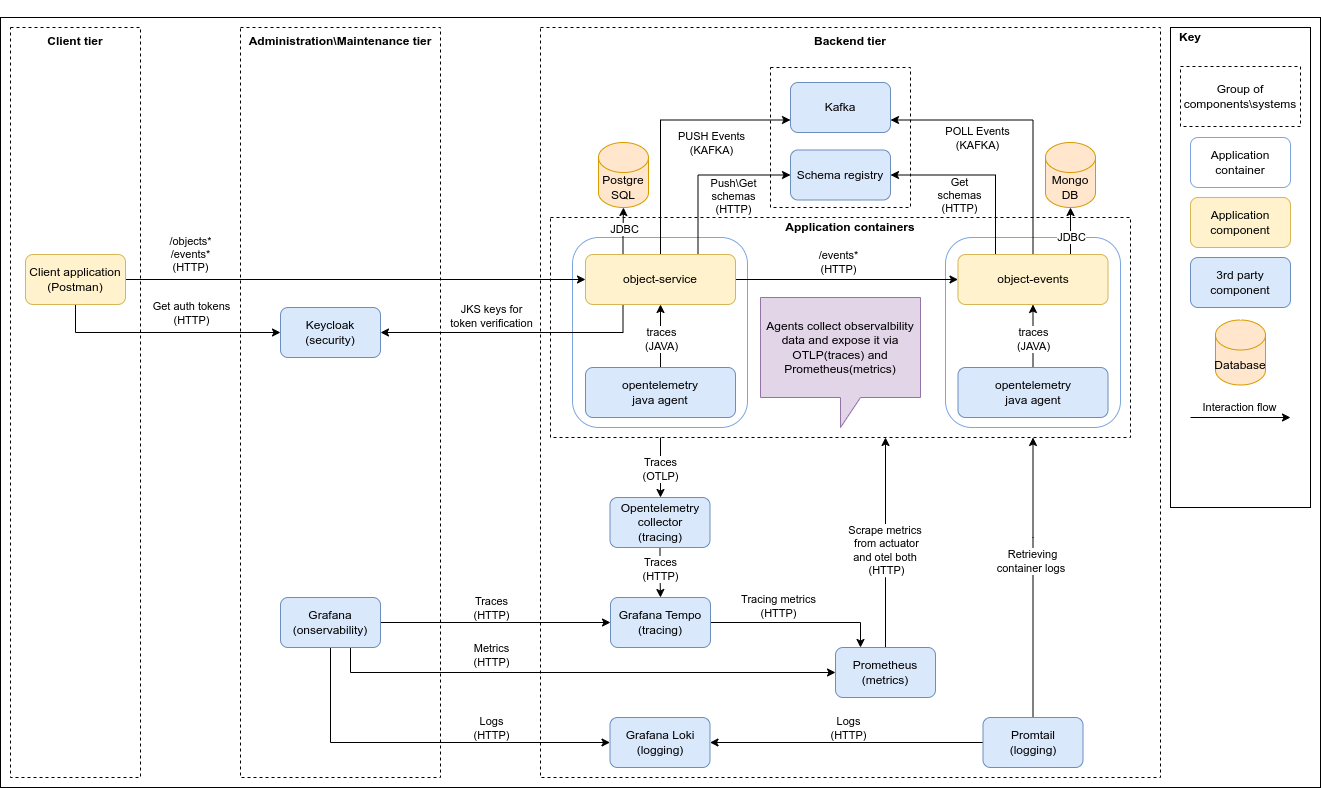 Client tier
Administration\Maintenance tier
Backend tier
Key
Group of
components\systems
Application
container
Application
component
3rd party
component
Database
Interaction flow
Kafka
Schema registry
PUSH Events
(KAFKA)
POLL Events
(KAFKA)
Push\Get
schemas
(HTTP)
Get
schemas
(HTTP)
Postgre
SQL
Mongo
DB
JDBC
JDBC
Application containers
/objects*
/events*
(HTTP)
Client application
(Postman)
object-service
/events*
(HTTP)
object-events
Get auth tokens
(HTTP)
Keycloak
(security)
JKS keys for
token verification
traces
(JAVA)
Agents collect observalbility
data and expose it via
OTLP(traces) and
Prometheus(metrics)
traces
(JAVA)
opentelemetry
java agent
opentelemetry
java agent
Traces
(OTLP)
Opentelemetry
collector
(tracing)
Scrape metrics
from actuator
and otel both
(HTTP)
Retrieving
container logs
Traces
(HTTP)
Grafana
(onservability)
Traces
(HTTP)
Grafana Tempo
(tracing)
Tracing metrics
(HTTP)
Metrics
(HTTP)
Prometheus
(metrics)
Logs
(HTTP)
Grafana Loki
(logging)
Logs
(HTTP)
Promtail
(logging)